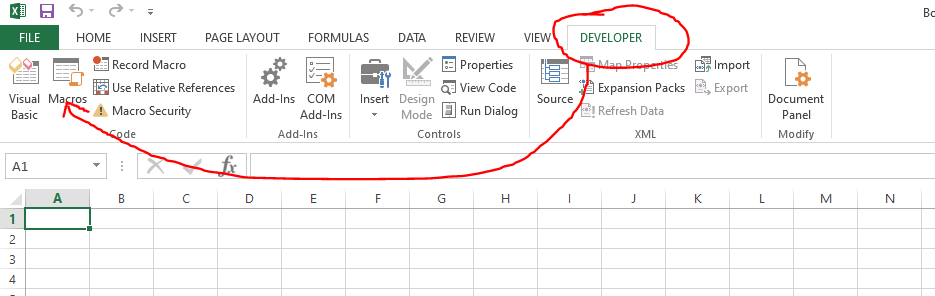 Bo
FILE HOME INSERT PAGE LAYOUT FORMULAS DATA REVIEW VIEW DEVELOPER
Visual Basic
Macros
Record Macro
Use Relative References
Macro Security
Code
Add-Ins
COM Add-Ins
Add-Ins
Insert
Design Mode
Properties
View Code
Run Dialog
Controls
Source
Map Properties
Expansion Packs
Refresh Data
Import
Export
XML
Document Panel
Modify
A1 fx
A B C D E F G H I J K L M N
1
2
3
4